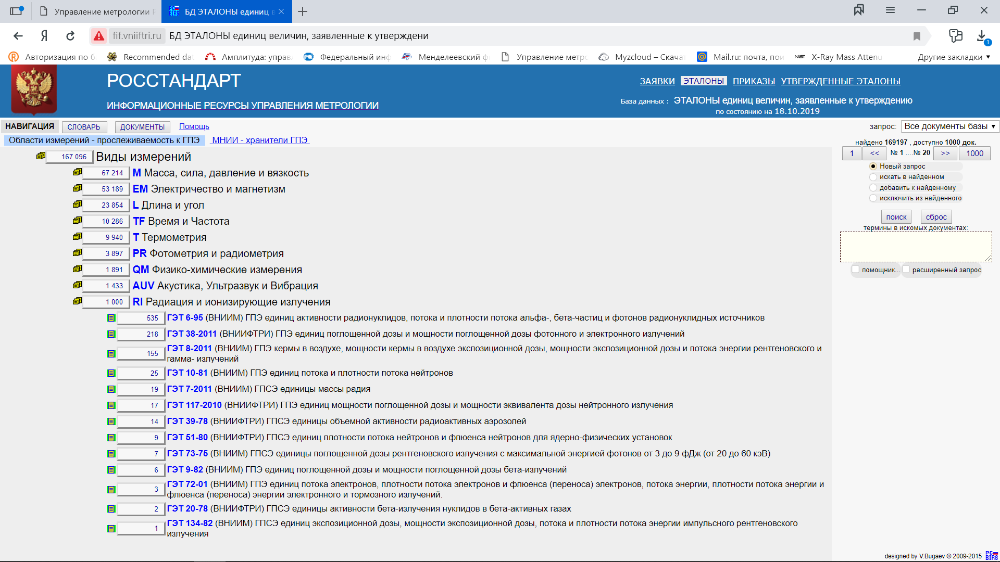 Управление метрологии Р
БД ЭТАЛОНЫ единиц в
fif.vniiftri.ru БД ЭТАЛОНЫ единиц величин, заявленные к утверждени
1
Авторизация по б
Recommended dat
Амплитуда: управ
Федеральный инф
Менделеевский ф
Управление метро
Myzcloud – Скачат
Mail.ru: почта, пои
NIST X-Ray Mass Attenu
Другие закладки
РОССТАНДАРТ
ИНФОРМАЦИОННЫЕ РЕСУРСЫ УПРАВЛЕНИЯ МЕТРОЛОГИИ
ЗАЯВКИ ЭТАЛОНЫ ПРИКАЗЫ УТВЕРЖДЕННЫЕ ЭТАЛОНЫ
База данных : ЭТАЛОНЫ единиц величин, заявленные к утверждению
по состоянию на 18.10.2019
НАВИГАЦИЯ СЛОВАРЬ ДОКУМЕНТЫ Помощь
Области измерений - прослеживаемость к ГПЭ МНИИ - хранители ГПЭ
167 096 Виды измерений
67 214 M Масса, сила, давление и вязкость
53 189 EM Электричество и магнетизм
23 854 L Длина и угол
10 286 TF Время и Частота
9 940 T Термометрия
3 897 PR Фотометрия и радиометрия
1 891 QM Физико-химические измерения
1 433 AUV Акустика, Ультразвук и Вибрация
1 000 RI Радиация и ионизирующие излучения
535 ГЭТ 6-95 (ВНИИМ) ГПЭ единиц активности радионуклидов, потока и плотности потока альфа-, бета-частиц и фотонов радионуклидных источников
218 ГЭТ 38-2011 (ВНИИФТРИ) ГПЭ единиц поглощенной дозы и мощности поглощенной дозы фотонного и электронного излучений
155 ГЭТ 8-2011 (ВНИИМ) ГПЭ кермы в воздухе, мощности кермы в воздухе экспозиционной дозы, мощности экспозиционной дозы и потока энергии рентгеновского и
гамма- излучений
25 ГЭТ 10-81 (ВНИИМ) ГПЭ единиц потока и плотности потока нейтронов
19 ГЭТ 7-2011 (ВНИИМ) ГПСЭ единицы массы радия
17 ГЭТ 117-2010 (ВНИИФТРИ) ГПЭ единиц мощности поглощенной дозы и мощности эквивалента дозы нейтронного излучения
14 ГЭТ 39-78 (ВНИИФТРИ) ГПСЭ единицы объемной активности радиоактивных аэрозолей
9 ГЭТ 51-80 (ВНИИФТРИ) ГПСЭ единиц плотности потока нейтронов и флюенса нейтронов для ядерно-физических установок
7 ГЭТ 73-75 (ВНИИМ) ГПСЭ единицы поглощенной дозы рентгеновского излучения с максимальной энергией фотонов от 3 до 9 фДж (от 20 до 60 кэВ)
6 ГЭТ 9-82 (ВНИИМ) ГПЭ единиц поглощенной дозы и мощности поглощенной дозы бета-излучений
3 ГЭТ 72-01 (ВНИИМ) ГПЭ единиц потока электронов, плотности потока электронов и флюенса (переноса) электронов, потока энергии, плотности потока энергии и
флюенса (переноса) энергии электронного и тормозного излучений.
2 ГЭТ 20-78 (ВНИИФТРИ) ГПСЭ единицы активности бета-излучения нуклидов в бета-активных газах
1 ГЭТ 134-82 (ВНИИМ) ГПСЭ единиц экспозиционной дозы, мощности экспозиционной дозы, потока и плотности потока энергии импульсного рентгеновского
излучения
запрос: Все документы базы
найдено 169197 , доступно 1000 док.
1 << № 1 ....№ 20 >> 1000
Новый запрос
искать в найденном
добавить к найденному
исключить из найденного
поиск сброс
термины в искомых документах:
помощник... расширенный запрос
designed by V.Bugaev © 2009-2015 PC BIRS